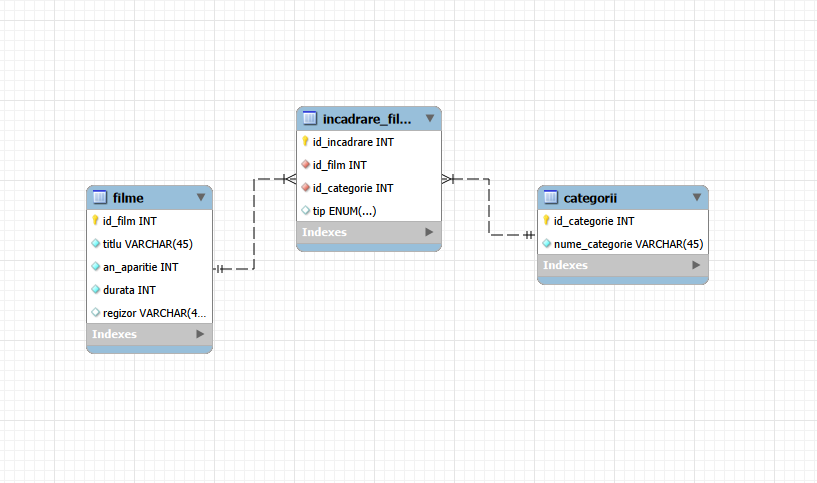 filme
id_film INT
titlu VARCHAR(45)
an_aparitie INT
durata INT
regizor VARCHAR(4...
Indexes
incadrare_fil...
id_incadrare INT
id_film INT
id_categorie INT
tip ENUM(...)
Indexes
categorii
id_categorie INT
nume_categorie VARCHAR(45)
Indexes